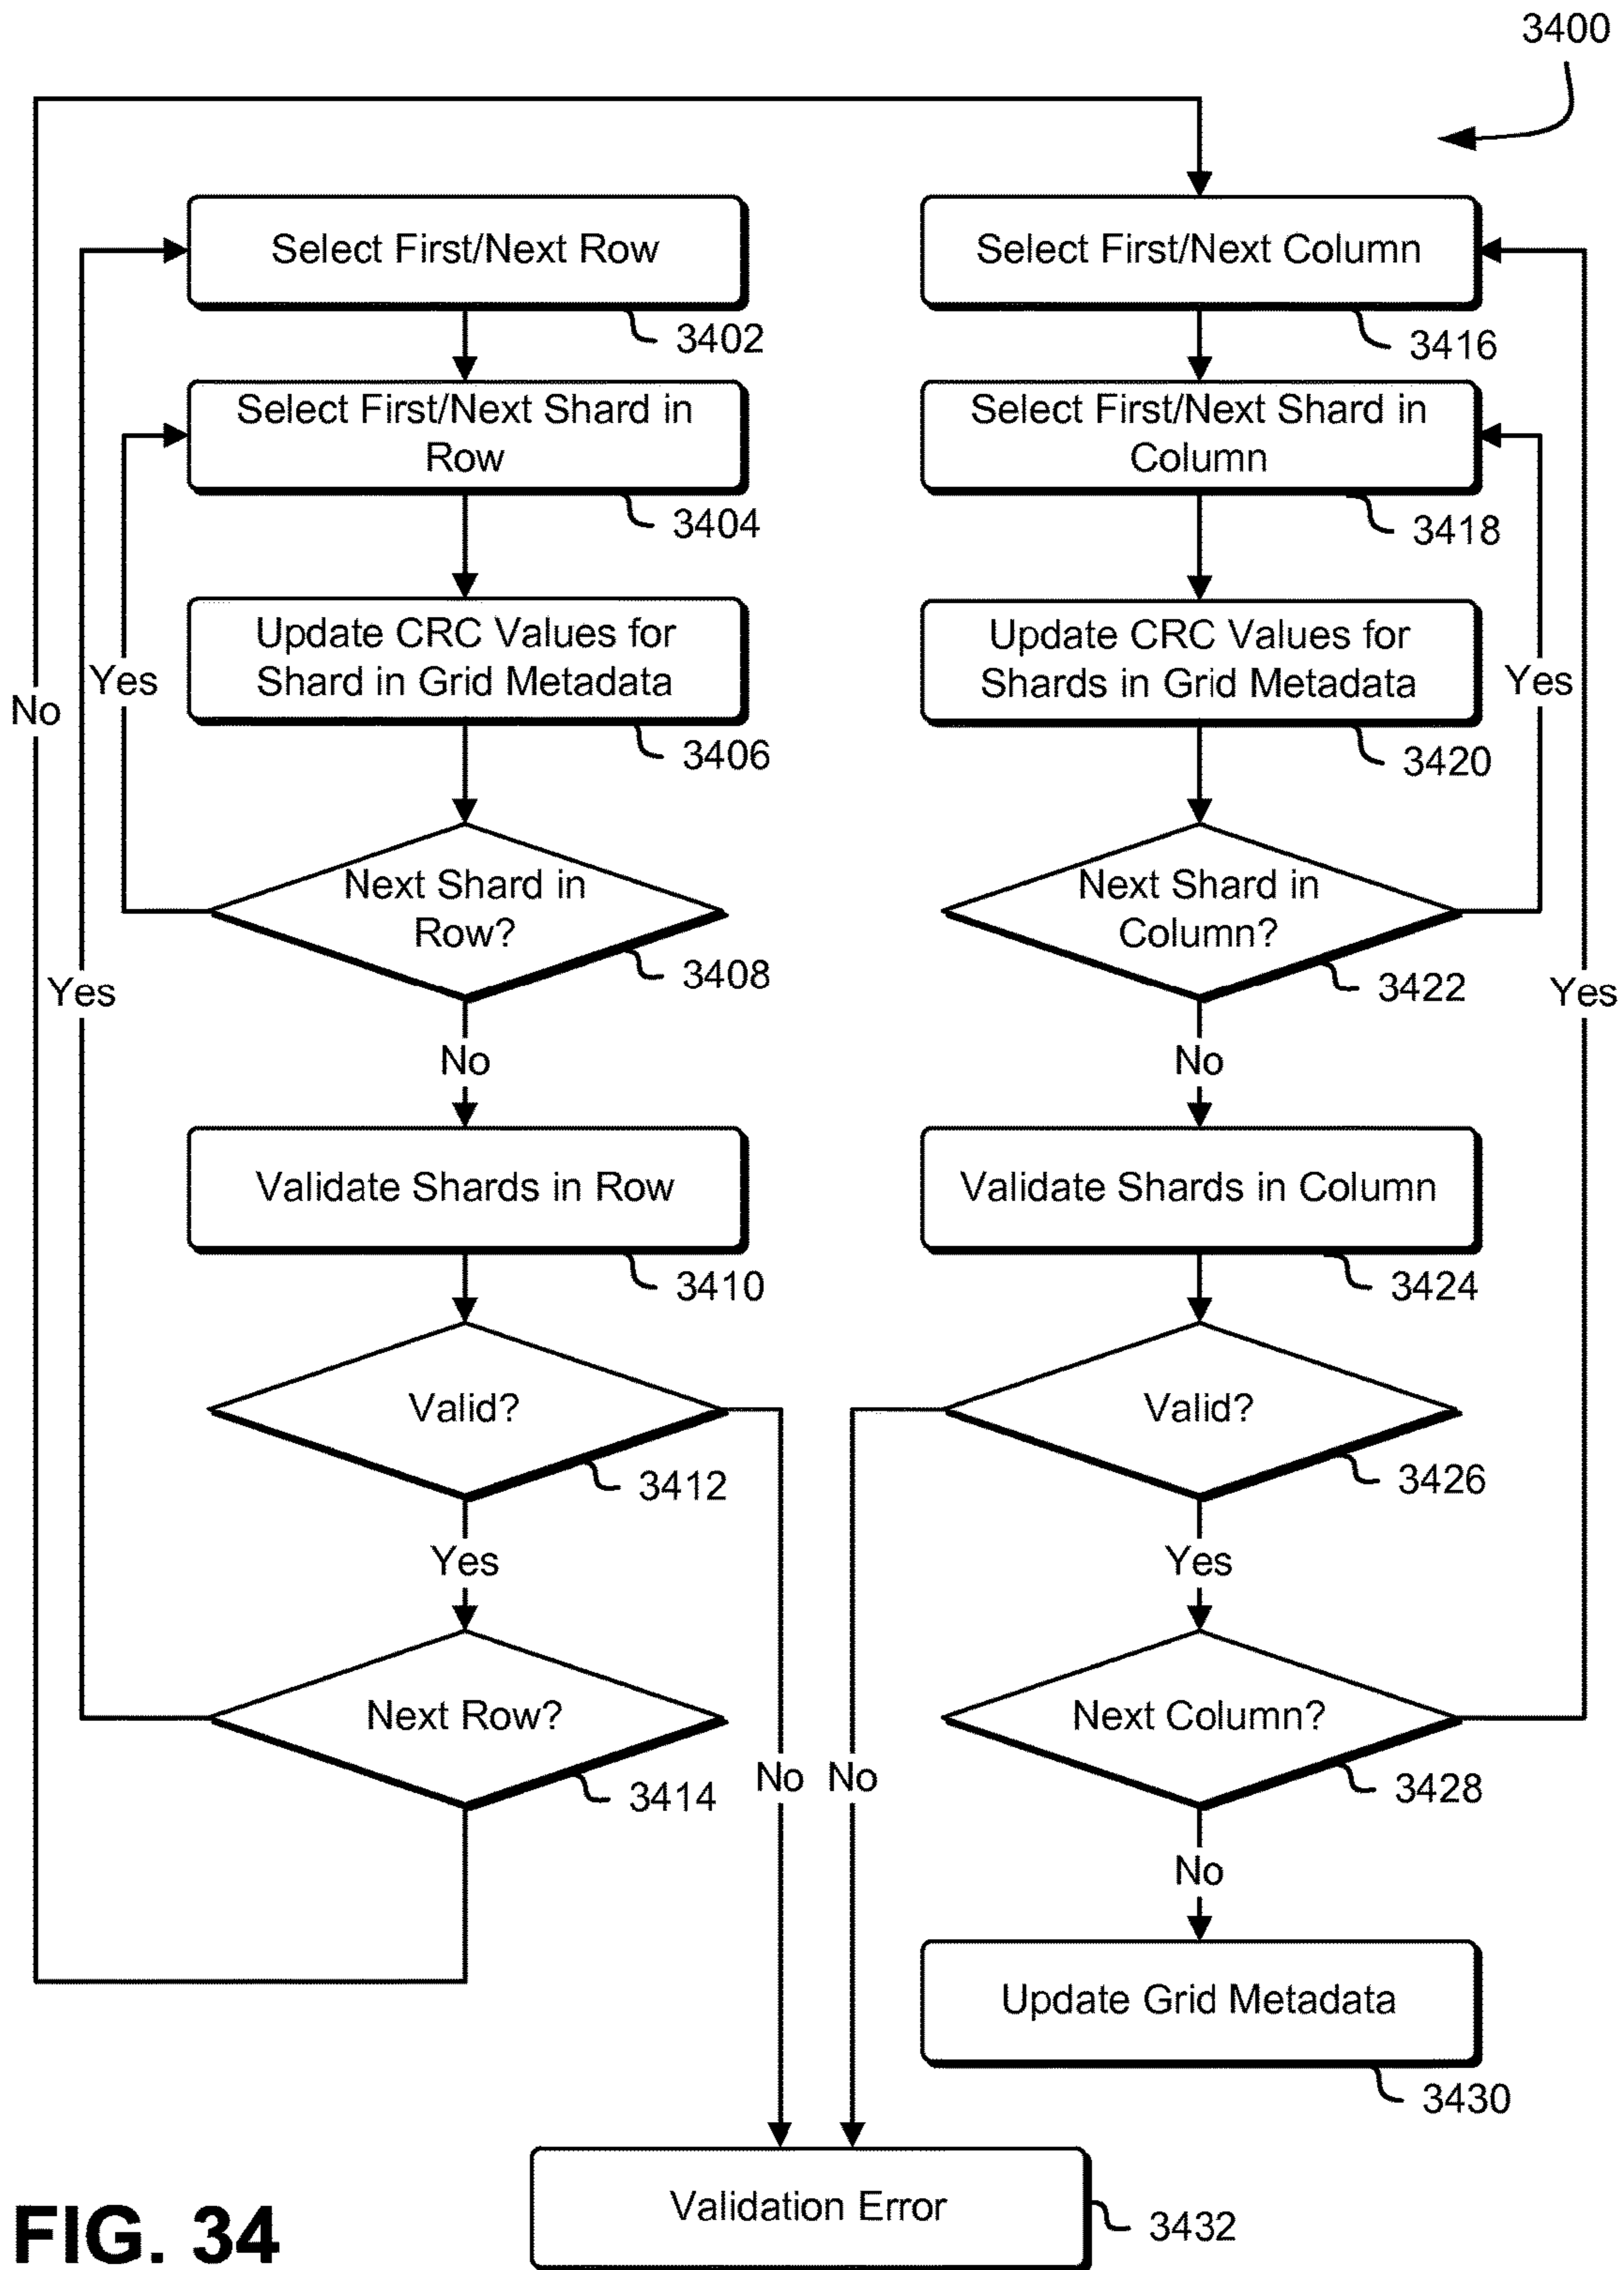 3400
Select First/Next Row
3402
Select First/Next Shard in
Row
3404
Update CRC Values for
Shard in Grid Metadata
3406
Yes
No
Next Shard in
Row?
3408
Yes
No
Validate Shards in Row
3410
Valid?
3412
Yes
Next Row?
3414
No
Select First/Next Column
3416
Select First/Next Shard in
Column
3418
Update CRC Values for
Shards in Grid Metadata
3420
Yes
Next Shard in
Column?
3422
Yes
No
Validate Shards in Column
3424
Valid?
3426
Yes
Next Column?
3428
No
No
Update Grid Metadata
3430
Validation Error
3432
FIG. 34